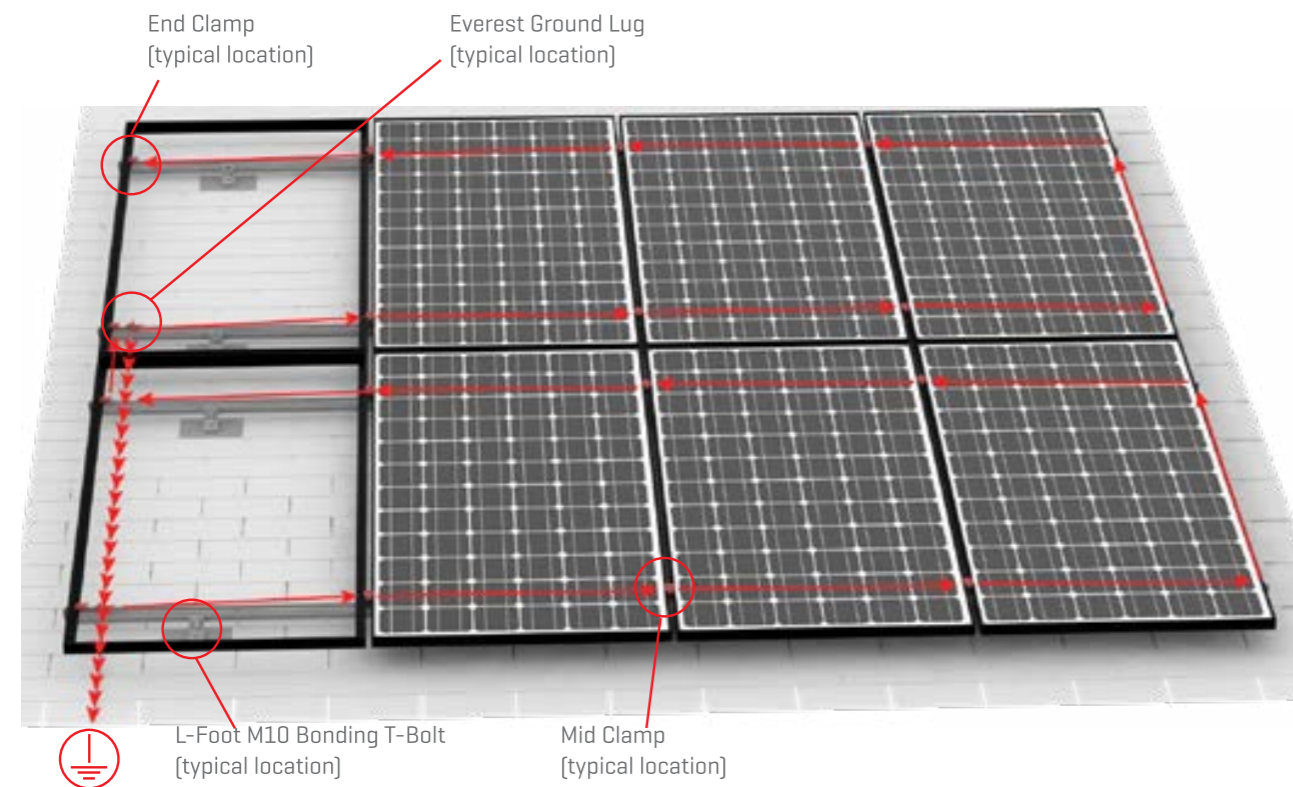 End Clamp
(typical location)
Everest Ground Lug
(typical location)
L-Foot M10 Bonding T-Bolt
(typical location)
Mid Clamp
(typical location)